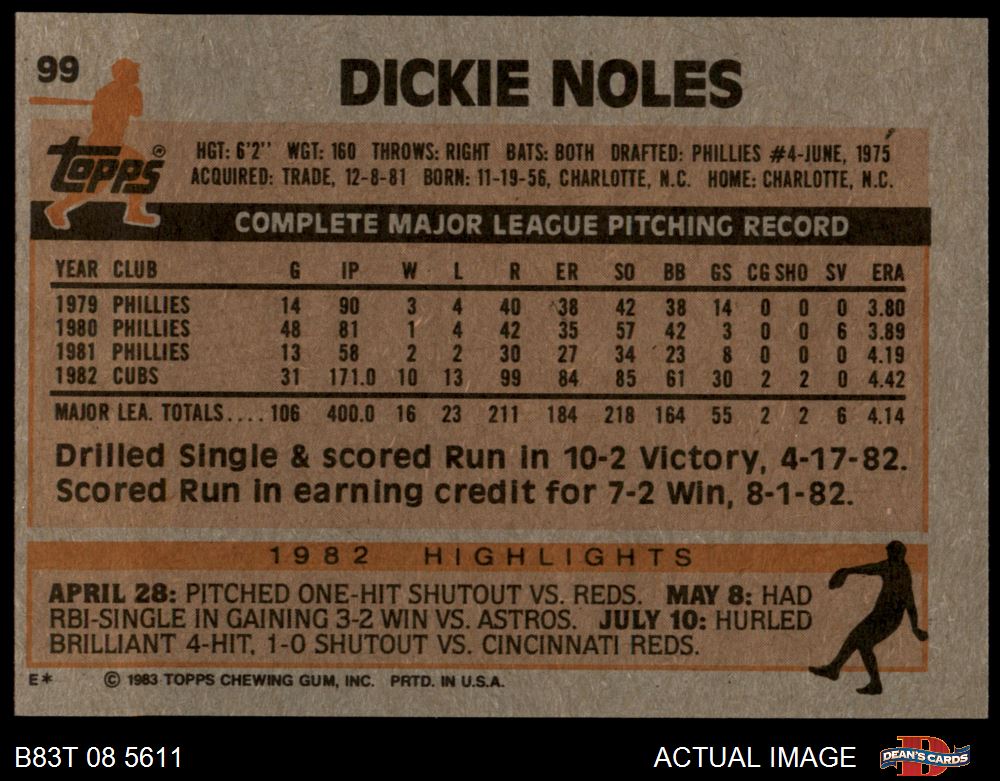 99
DICKIE NOLES
TOPPS®
HGT: 6'2" WGT: 160 THROWS: RIGHT BATS: BOTH DRAFTED: PHILLIES #4-JUNE, 1975
ACQUIRED: TRADE, 12-8-81 BORN: 11-19-56, CHARLOTTE, N.C. HOME: CHARLOTTE, N.C.
COMPLETE MAJOR LEAGUE PITCHING RECORD
YEAR CLUB G IP W L R ER SO BB GS CG SHO SV ERA
1979 PHILLIES 14 90 3 4 40 38 42 38 14 0 0 0 3.80
1980 PHILLIES 48 81 1 4 42 35 57 42 3 0 0 6 3.89
1981 PHILLIES 13 58 2 2 30 27 34 23 8 0 0 0 4.19
1982 CUBS 31 171.0 10 13 99 84 85 61 30 2 2 0 4.42
MAJOR LEA. TOTALS.... 106 400.0 16 23 211 184 218 164 55 2 2 6 4.14
Drilled Single & scored Run in 10-2 Victory, 4-17-82.
Scored Run in earning credit for 7-2 Win, 8-1-82.
1982 HIGHLIGHTS
APRIL 28: PITCHED ONE-HIT SHUTOUT VS. REDS. MAY 8: HAD
RBI-SINGLE IN GAINING 3-2 WIN VS. ASTROS. JULY 10: HURLED
BRILLIANT 4-HIT, 1-0 SHUTOUT VS. CINCINNATI REDS.
E* © 1983 TOPPS CHEWING GUM, INC. PRTD. IN U.S.A.
B83T 08 5611 ACTUAL IMAGE DEAN'S CARDS